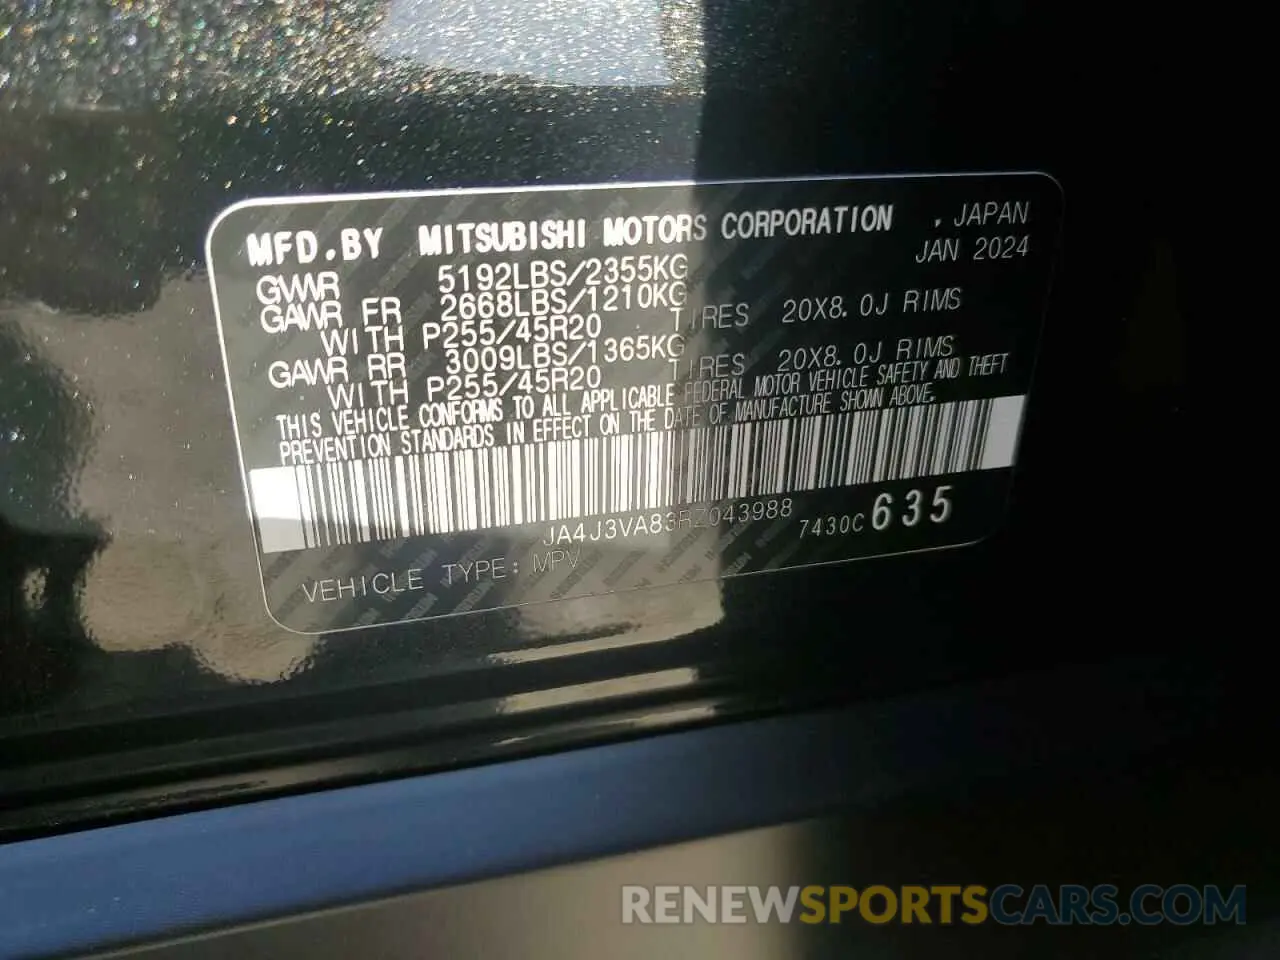 MFD.BY MITSUBISHI MOTORS CORPORATION , JAPAN
JAN 2024
GVWR 5192LBS/2355KG
GAWR FR 2668LBS/1210KG
WITH P255/45R20 TIRES 20X8.0J RIMS
GAWR RR 3009LBS/1365KG
WITH P255/45R20 TIRES 20X8.0J RIMS
THIS VEHICLE CONFORMS TO ALL APPLICABLE FEDERAL MOTOR VEHICLE SAFETY AND THEFT
PREVENTION STANDARDS IN EFFECT ON THE DATE OF MANUFACTURE SHOWN ABOVE.
JA4J3VA83RZ043988
7430C 635
VEHICLE TYPE: MPV
RENEWSPORTSCARS.COM